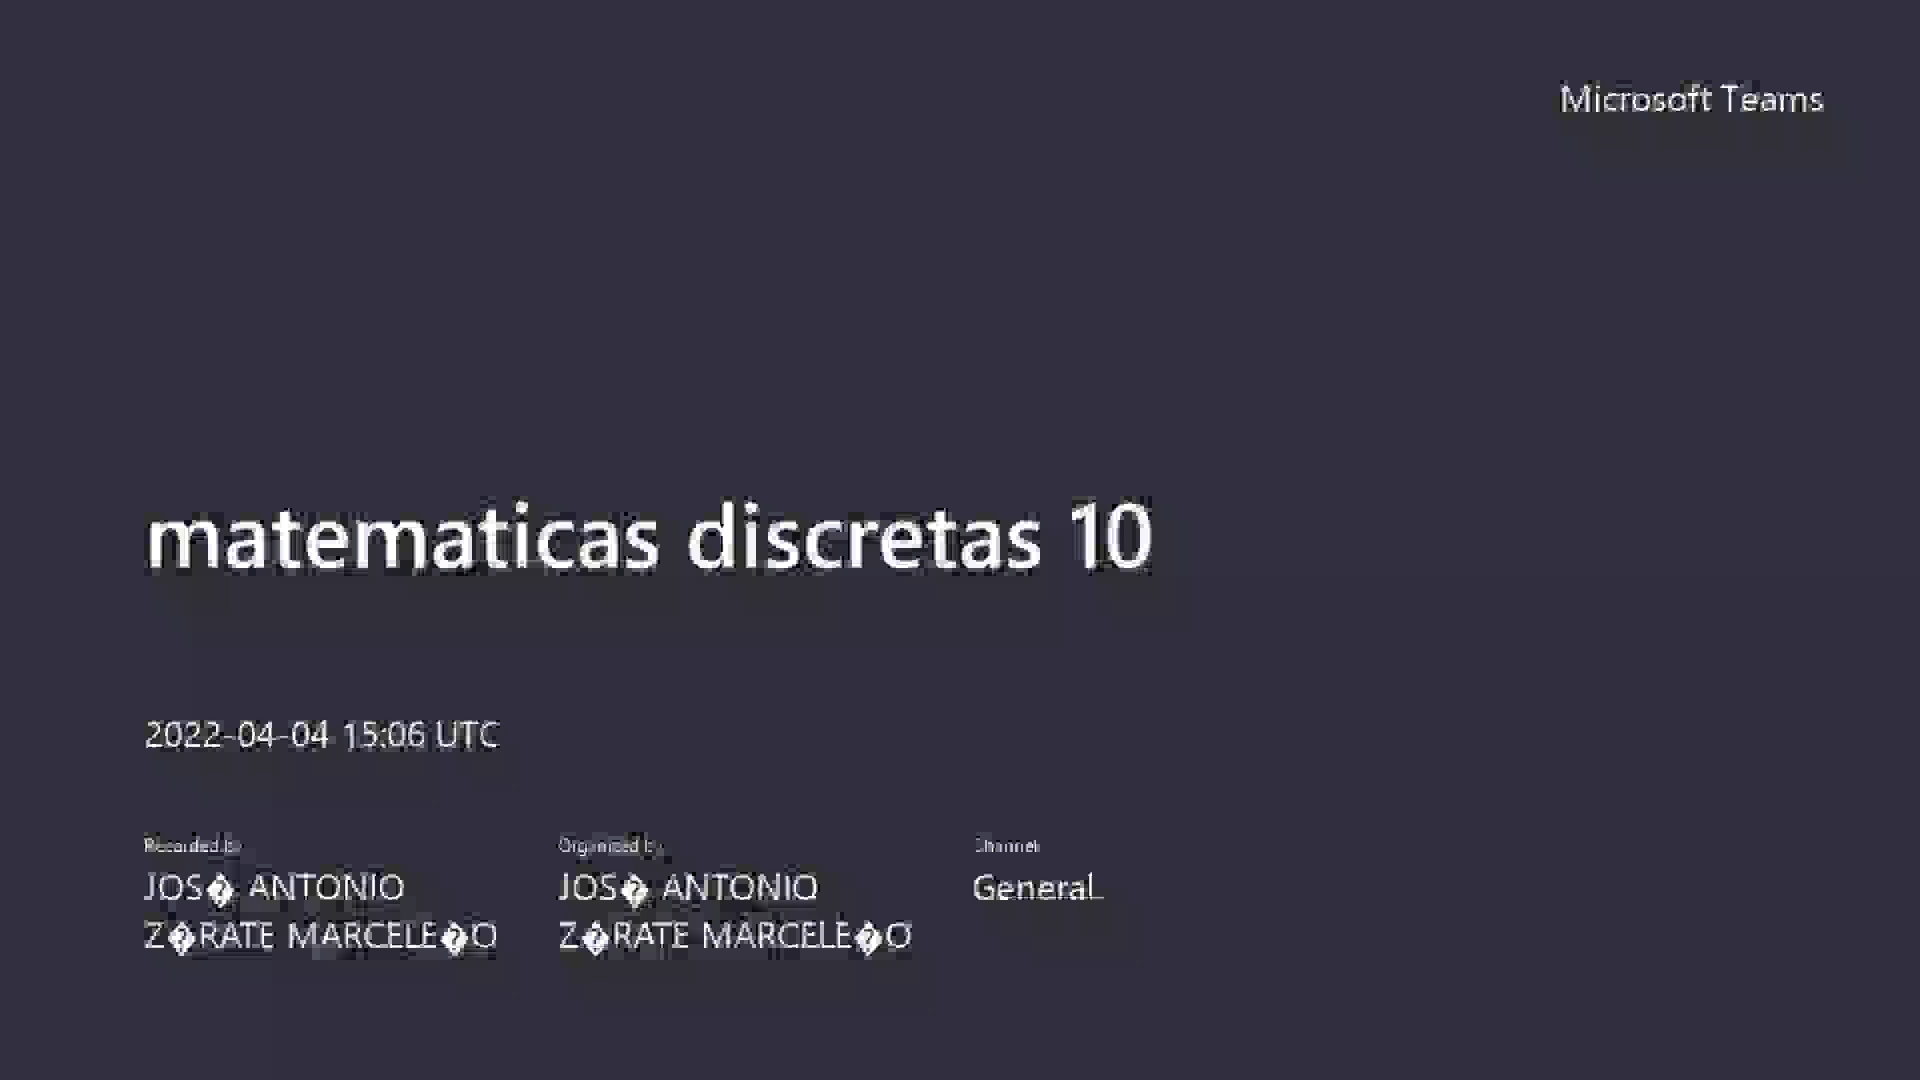 Microsoft Teams
matematicas discretas 10
2022-04-04 15:06 UTC
Recorded by
Organized by
Channel
JOS� ANTONIO
Z�RATE MARCELE�O
JOS� ANTONIO
Z�RATE MARCELE�O
General